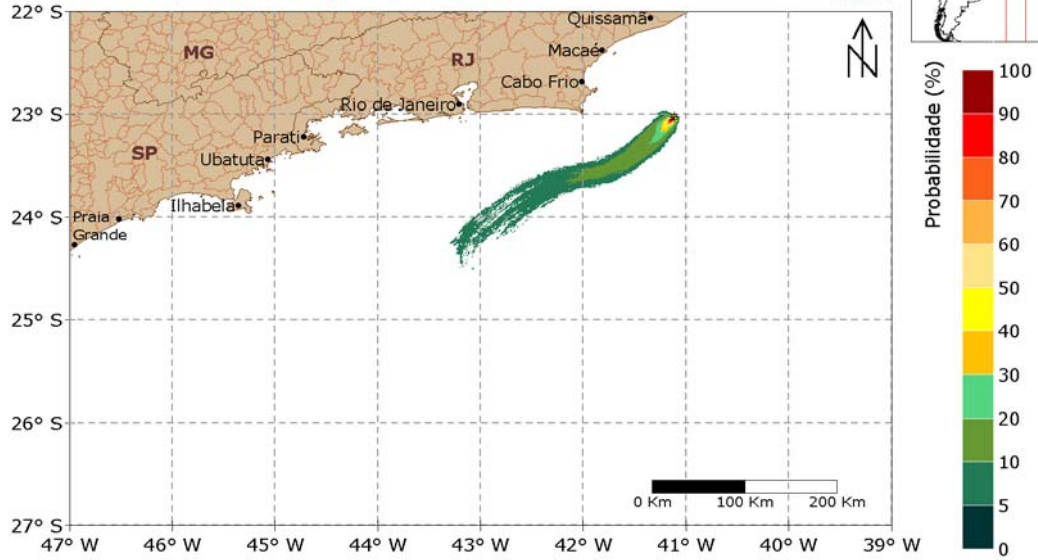 22° S
23° S
24° S
25° S
26° S
27° S
47° W
46° W
45° W
44° W
43° W
42° W
41° W
40° W
39° W
MG
RJ
SP
Quissamã
Macaé
Cabo Frio
Rio de Janeiro
Parati
Ubatuta
Ilhabela
Praia
Grande
N
0 Km 100 Km 200 Km
Probabilidade (%)
100
90
80
70
60
50
40
30
20
10
5
0